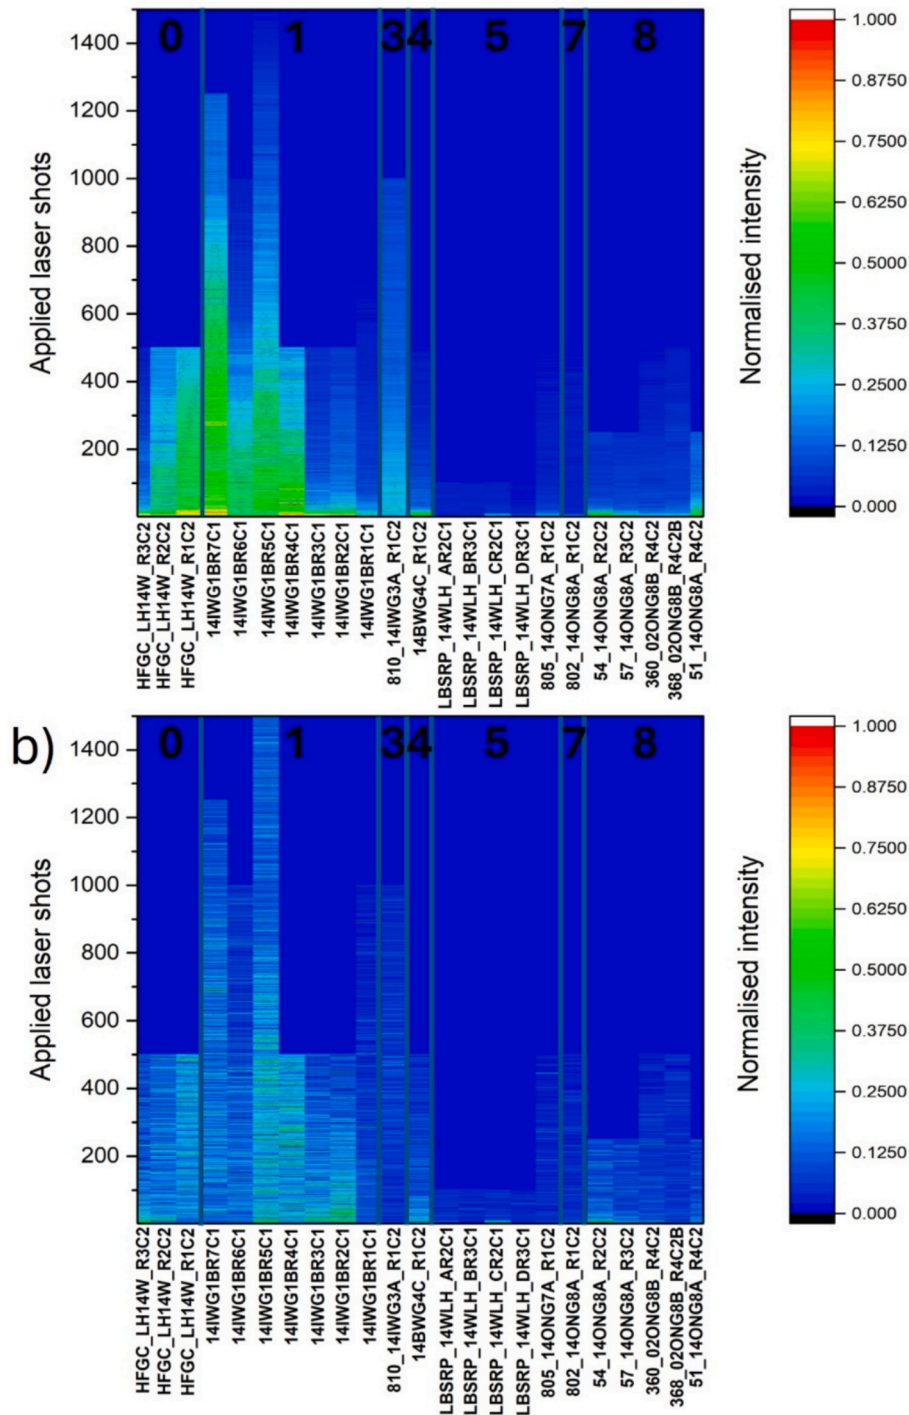 0 1 3 4 5 7 8
1400
1200
1000
800
600
400
200
Applied laser shots
HFGC_LH14W_R3C2
HFGC_LH14W_R2C2
HFGC_LH14W_R1C2
14IWG1BR7C1
14IWG1BR6C1
14IWG1BR5C1
14IWG1BR4C1
14IWG1BR3C1
14IWG1BR2C1
14IWG1BR1C1
810_14IWG3A_R1C2
14BWG4C_R1C2
LBSRP_14WLH_AR2C1
LBSRP_14WLH_BR3C1
LBSRP_14WLH_CR2C1
LBSRP_14WLH_DR3C1
805_14ONG7A_R1C2
802_14ONG8A_R1C2
54_14ONG8A_R2C2
57_14ONG8A_R3C2
360_02ONG8B_R4C2
368_02ONG8B_R4C2B
51_14ONG8A_R4C2
Normalised intensity
1.000
0.8750
0.7500
0.6250
0.5000
0.3750
0.2500
0.1250
0.000
b)
0 1 3 4 5 7 8
1400
1200
1000
800
600
400
200
Applied laser shots
HFGC_LH14W_R3C2
HFGC_LH14W_R2C2
HFGC_LH14W_R1C2
14IWG1BR7C1
14IWG1BR6C1
14IWG1BR5C1
14IWG1BR4C1
14IWG1BR3C1
14IWG1BR2C1
14IWG1BR1C1
810_14IWG3A_R1C2
14BWG4C_R1C2
LBSRP_14WLH_AR2C1
LBSRP_14WLH_BR3C1
LBSRP_14WLH_CR2C1
LBSRP_14WLH_DR3C1
805_14ONG7A_R1C2
802_14ONG8A_R1C2
54_14ONG8A_R2C2
57_14ONG8A_R3C2
360_02ONG8B_R4C2
368_02ONG8B_R4C2B
51_14ONG8A_R4C2
Normalised intensity
1.000
0.8750
0.7500
0.6250
0.5000
0.3750
0.2500
0.1250
0.000